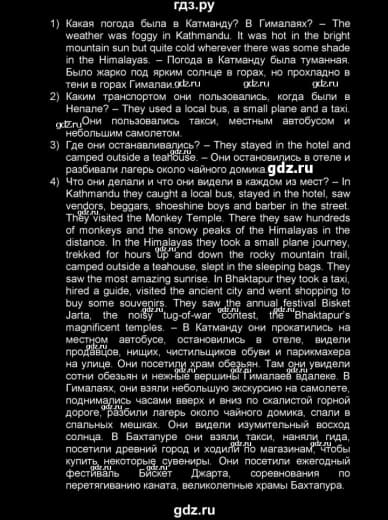 гдз.ру
1) Какая погода была в Катманду? В Гималаях? – The
weather was foggy in Kathmandu. It was hot in the bright
mountain sun but quite cold wherever there was some shade
in the Himalayas. – Погода в Катманду была туманная.
Было жарко под ярким солнцем в горах, но прохладно в
тени в горах Гималаи.
2) Каким транспортом они пользовались, когда были в
Непале? – They used a local bus, a small plane and a taxi.
– Они пользовались такси, местным автобусом и
небольшим самолетом.
3) Где они останавливались? – They stayed in the hotel and
camped outside a teahouse. – Они остановились в отеле и
разбивали лагерь около чайного домика.
4) Что они делали и что они видели в каждом из мест? – In
Kathmandu they caught a local bus, stayed in the hotel, saw
vendors, beggars, shoeshine boys and barber in the street.
They visited the Monkey Temple. There they saw hundreds
of monkeys and the snowy peaks of the Himalayas in the
distance. In the Himalayas they took a small plane journey,
trekked for hours up and down the rocky mountain trail,
camped outside a teahouse, slept in the sleeping bags. They
saw the most amazing sunrise. In Bhaktapur they took a taxi,
hired a guide, visited the ancient city and went shopping to
buy some souvenirs. They saw the annual festival Bisket
Jarta, the noisy tug-of-war contest, the Bhaktapur's
magnificent temples. – В Катманду они прокатились на
местном автобусе, остановились в отеле, видели
продавцов, нищих, чистильщиков обуви и парикмахера
на улице. Они посетили храм обезьян. Там они увидели
сотни обезьян и нежные вершины Гималаев вдалеке. В
Гималаях, они взяли небольшую экскурсию на самолете,
поднимались часами вверх и вниз по скалистой горной
дороге, разбили лагерь около чайного домика, спали в
спальных мешках. Они видели изумительный восход
солнца. В Бахтапуре они взяли такси, наняли гида,
посетили древний город и ходили по магазинам, чтобы
купить некоторые сувениры. Они посетили ежегодный
фестиваль Бискет Джарта, соревнования по
перетягиванию каната, великолепные храмы Бахтапура.
gdz.ru